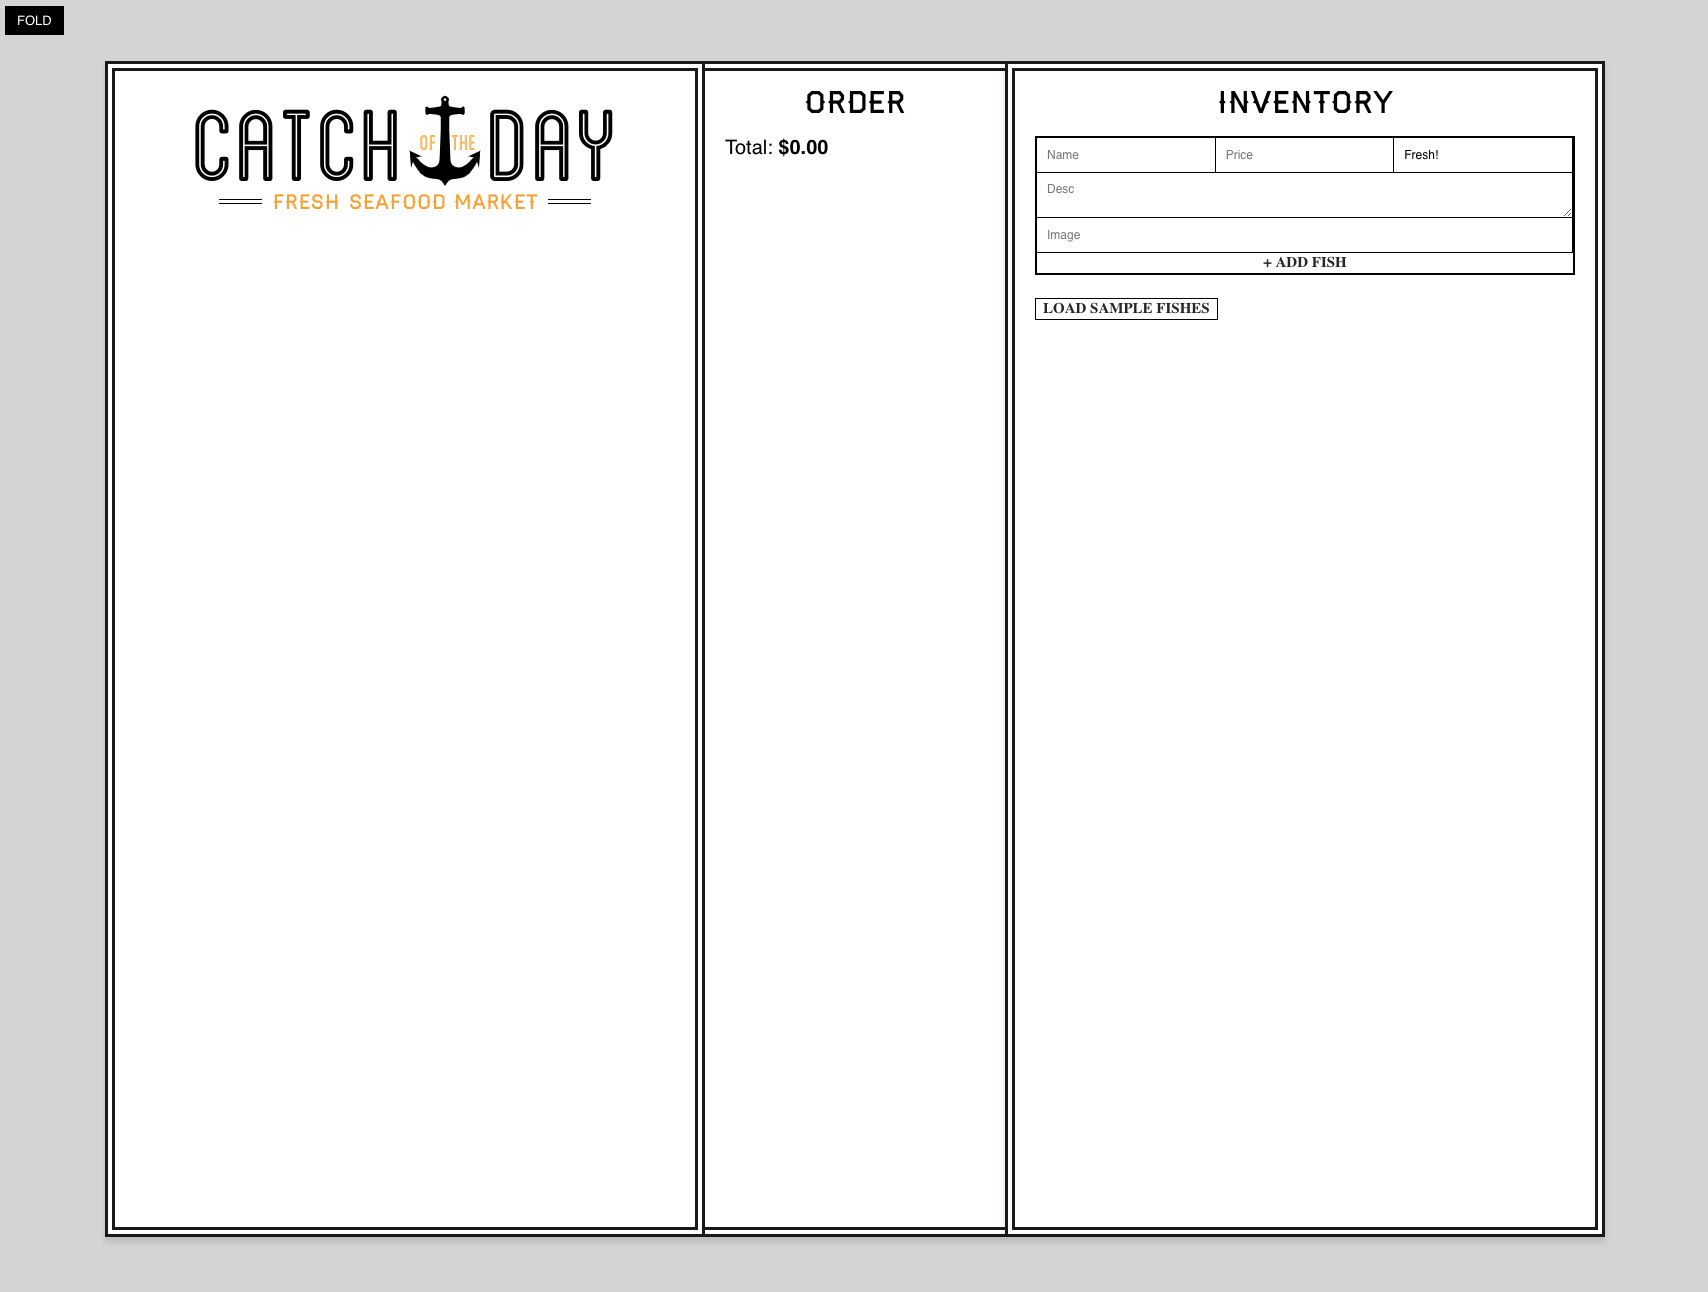 FOLD
CATCH OF THE DAY
FRESH SEAFOOD MARKET
ORDER
Total: $0.00
INVENTORY
Name Price Fresh!
Desc
Image
+ ADD FISH
LOAD SAMPLE FISHES